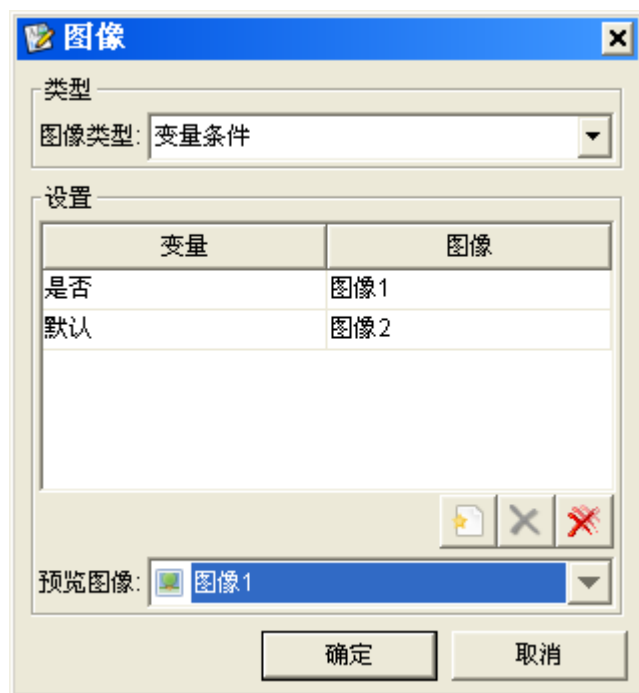 图像
类型
图像类型: 变量条件
设置
变量 图像
是否 图像1
默认 图像2
预览图像: 图像1
确定 取消